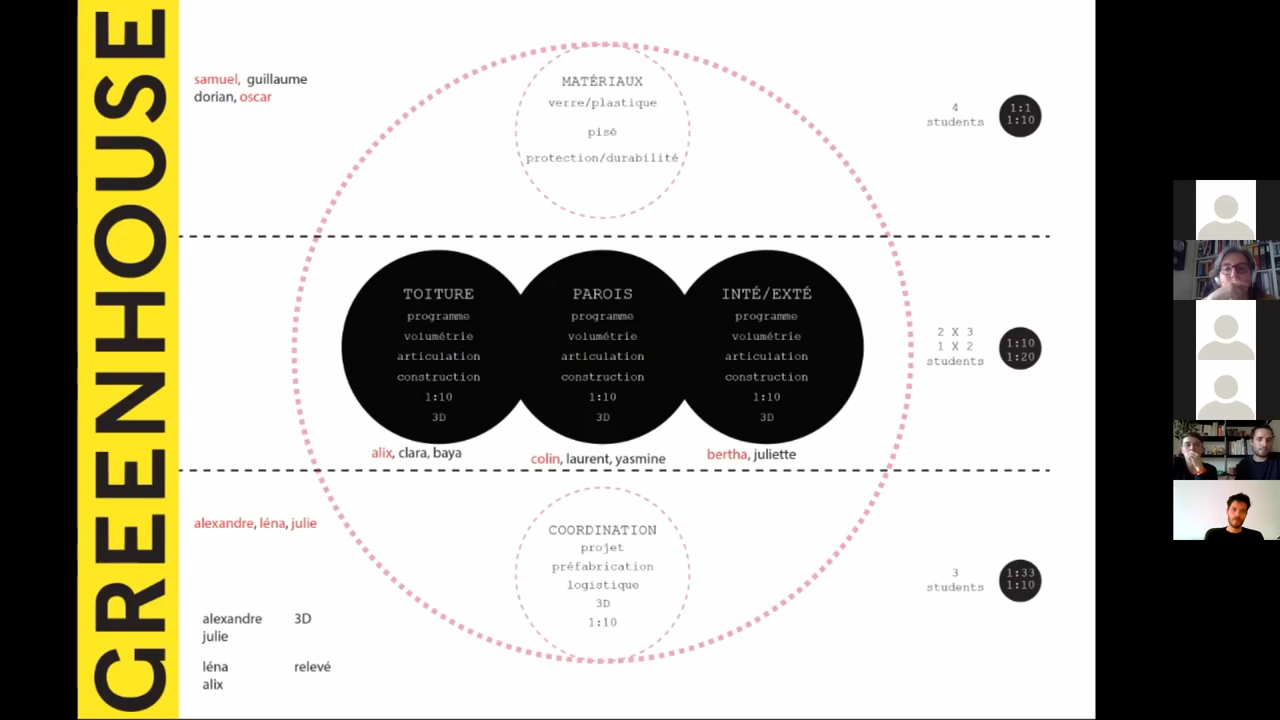 GREENHOUSE
samuel, guillaume
dorian, oscar
MATÉRIAUX
verre/plastique
pisé
protection/durabilité
4
students
1:1
1:10
TOITURE
programme
volumétrie
articulation
construction
1:10
3D
alix, clara, baya
PAROIS
programme
volumétrie
articulation
construction
1:10
3D
colin, laurent, yasmine
INTÉ/EXTÉ
programme
volumétrie
articulation
construction
1:10
3D
bertha, juliette
2 X 3
1 X 2
students
1:10
1:20
alexandre, léna, julie
COORDINATION
projet
préfabrication
logistique
3D
1:10
3
students
1:33
1:10
alexandre 3D
julie
léna relevé
alix